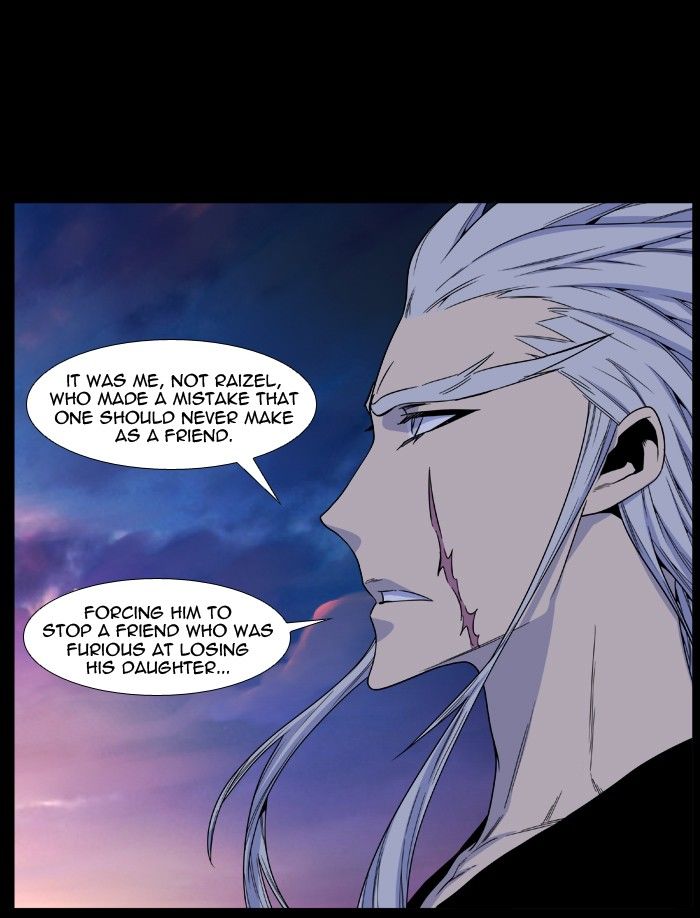 IT WAS ME, NOT RAIZEL,
WHO MADE A MISTAKE THAT
ONE SHOULD NEVER MAKE
AS A FRIEND.
FORCING HIM TO
STOP A FRIEND WHO WAS
FURIOUS AT LOSING
HIS DAUGHTER...